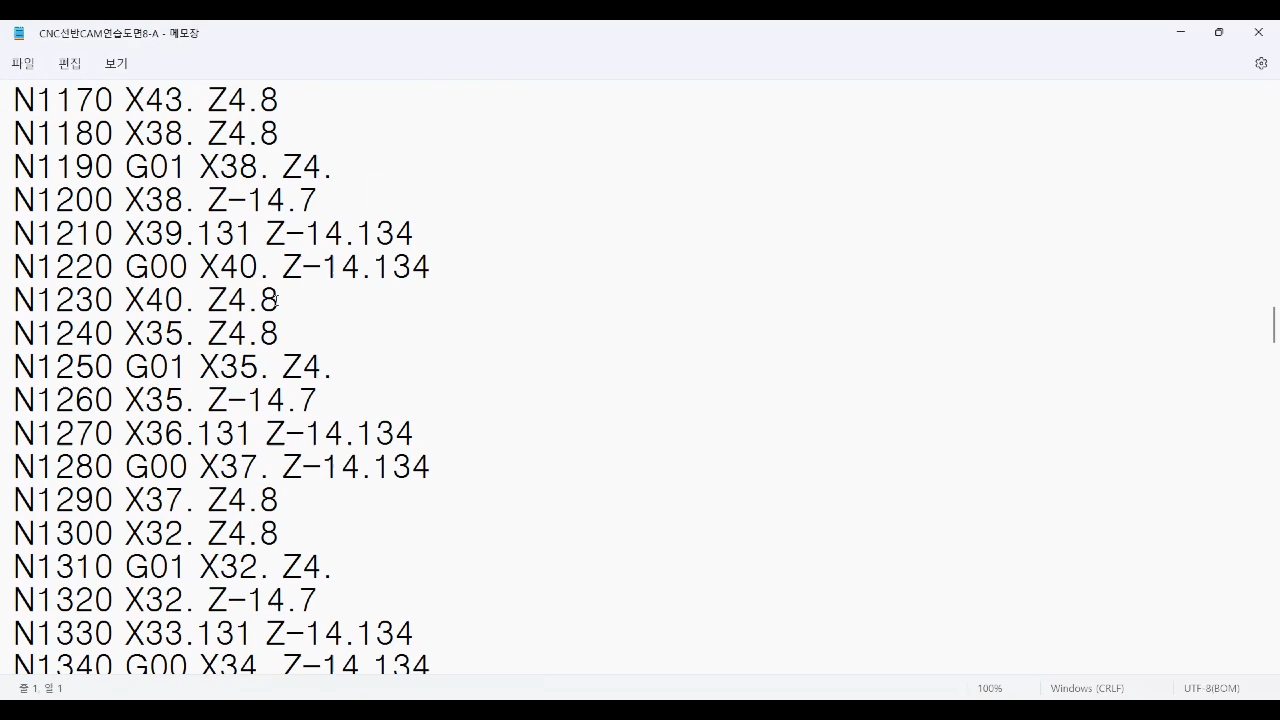 CNC선반CAM연습도면8-A - 메모장
파일 편집 보기
N1170 X43. Z4.8
N1180 X38. Z4.8
N1190 G01 X38. Z4.
N1200 X38. Z-14.7
N1210 X39.131 Z-14.134
N1220 G00 X40. Z-14.134
N1230 X40. Z4.8
N1240 X35. Z4.8
N1250 G01 X35. Z4.
N1260 X35. Z-14.7
N1270 X36.131 Z-14.134
N1280 G00 X37. Z-14.134
N1290 X37. Z4.8
N1300 X32. Z4.8
N1310 G01 X32. Z4.
N1320 X32. Z-14.7
N1330 X33.131 Z-14.134
N1340 G00 X34. Z-14.134
줄 1, 열 1 100% Windows (CRLF) UTF-8(BOM)